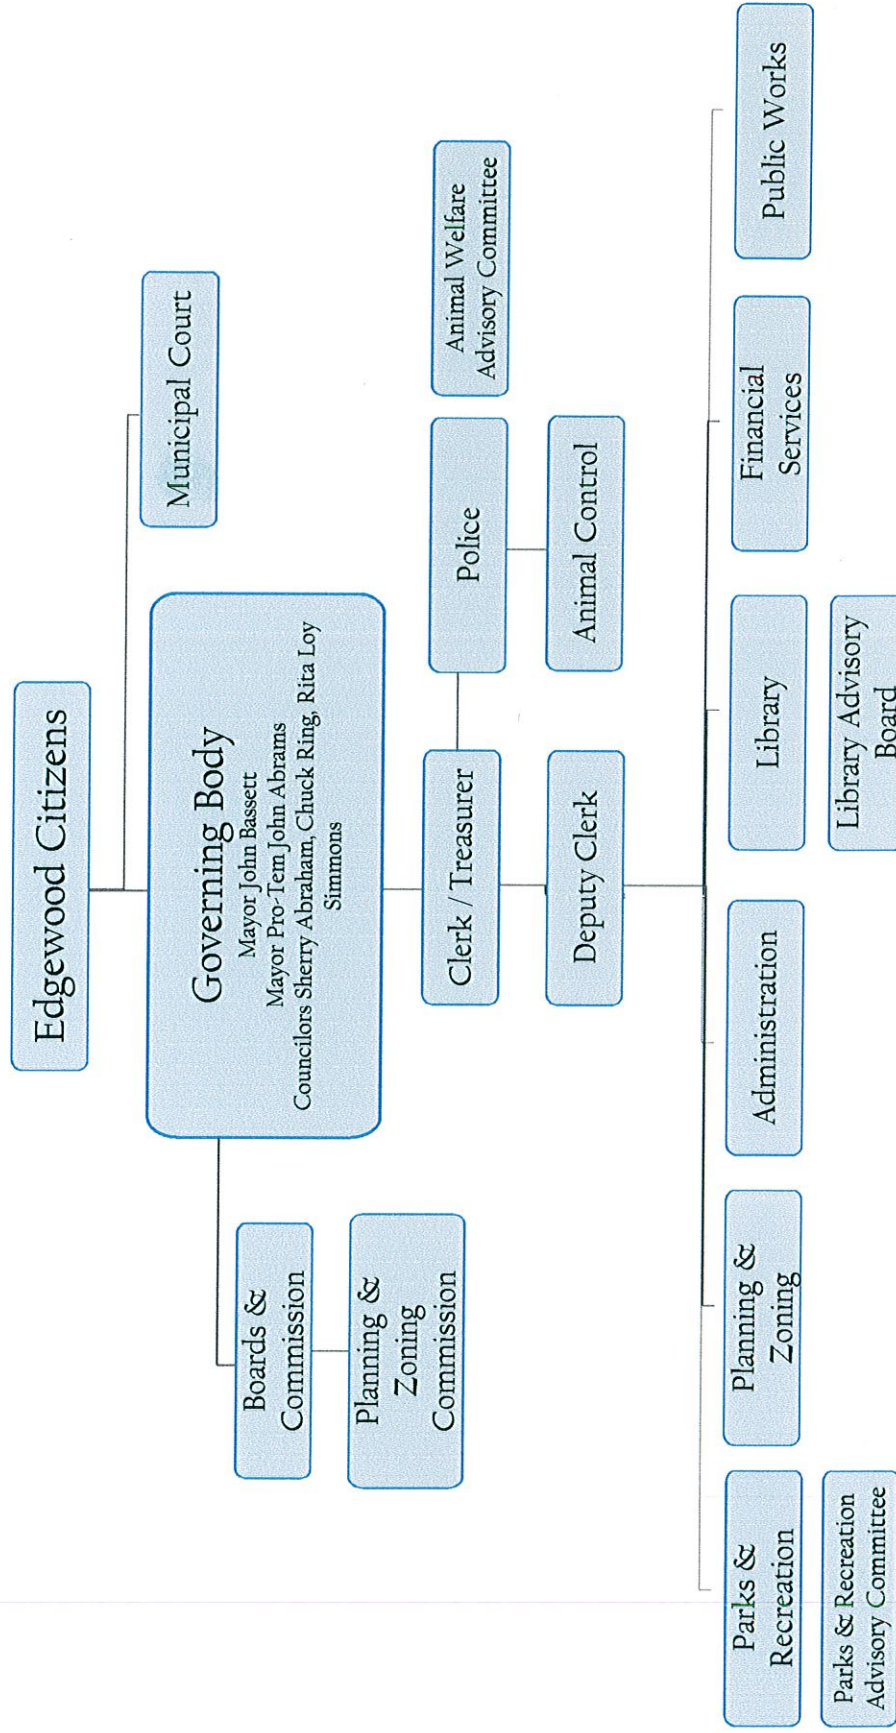 Edgewood Citizens
Municipal Court
Governing Body
Mayor John Bassett
Mayor Pro-Tem John Abrams
Councilors Sherry Abraham, Chuck Ring, Rita Loy
Simmons
Boards &
Commission
Planning &
Zoning
Commission
Clerk / Treasurer
Police
Animal Welfare
Advisory Committee
Deputy Clerk
Animal Control
Parks &
Recreation
Planning &
Zoning
Administration
Library
Financial
Services
Public Works
Parks & Recreation
Advisory Committee
Library Advisory
Board